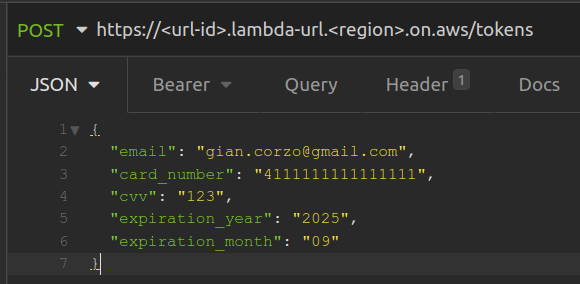 POST https://<url-id>.lambda-url.<region>.on.aws/tokens
JSON Bearer Query Header 1 Docs
1 {
2 "email": "gian.corzo@gmail.com",
3 "card_number": "4111111111111111",
4 "cvv": "123",
5 "expiration_year": "2025",
6 "expiration_month": "09"
7 }